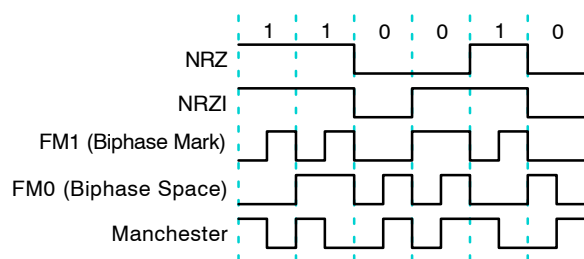 1 1 0 0 1 0
NRZ
NRZI
FM1 (Biphase Mark)
FM0 (Biphase Space)
Manchester